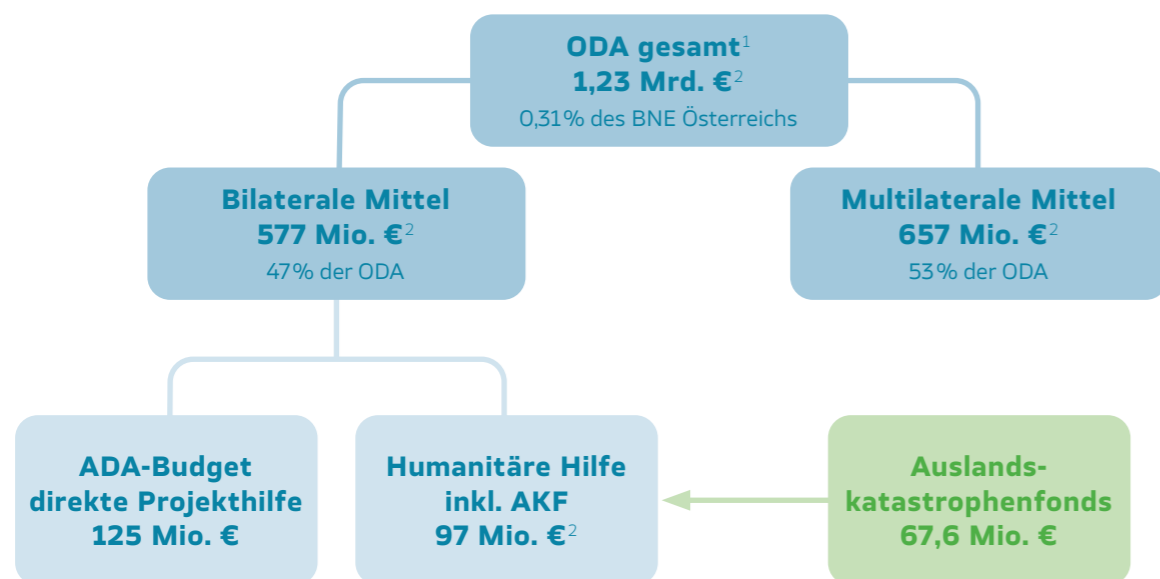 ODA gesamt¹
1,23 Mrd. €²
0,31% des BNE Österreichs
Bilaterale Mittel
577 Mio. €²
47% der ODA
Multilaterale Mittel
657 Mio. €²
53% der ODA
ADA-Budget
direkte Projekthilfe
125 Mio. €
Humanitäre Hilfe
inkl. AKF
97 Mio. €²
Auslands-
katastrophenfonds
67,6 Mio. €